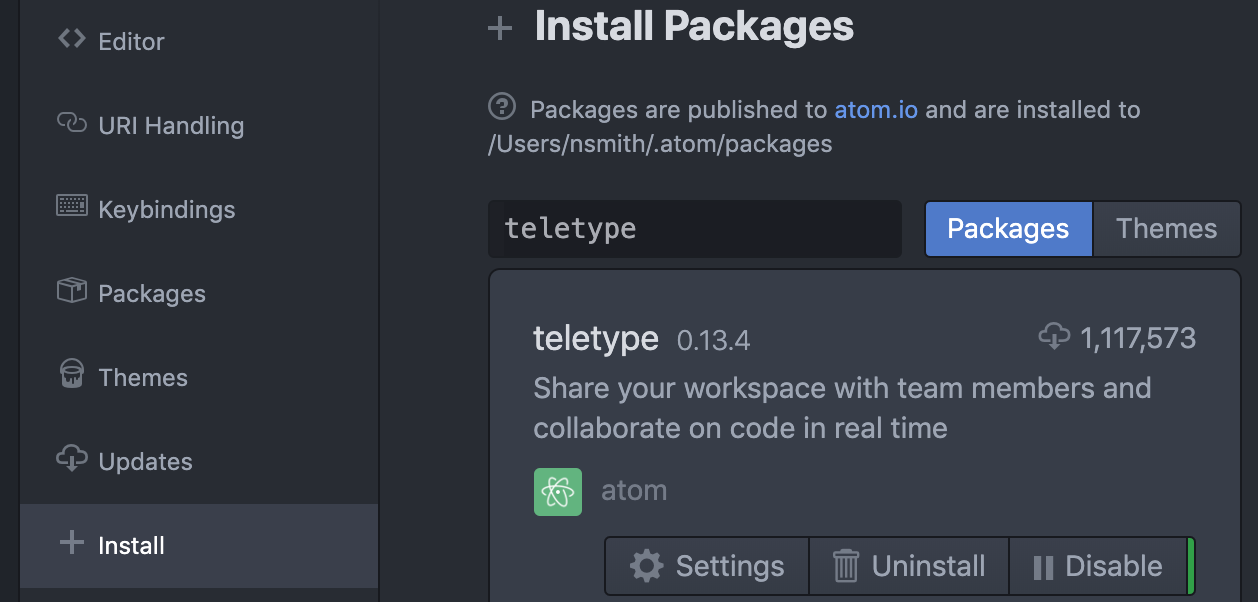 Editor
URI Handling
Keybindings
Packages
Themes
Updates
Install
Install Packages
Packages are published to atom.io and are installed to
/Users/nsmith/.atom/packages
teletype
Packages Themes
teletype 0.13.4 1,117,573
Share your workspace with team members and
collaborate on code in real time
atom
Settings Uninstall Disable